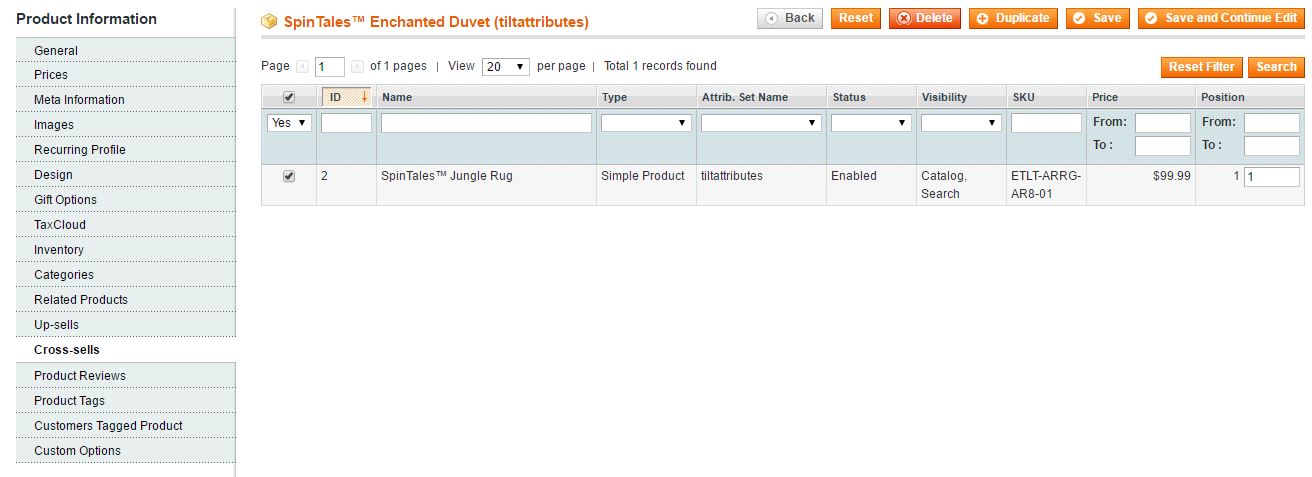 Product Information
General
Prices
Meta Information
Images
Recurring Profile
Design
Gift Options
TaxCloud
Inventory
Categories
Related Products
Up-sells
Cross-sells
Product Reviews
Product Tags
Customers Tagged Product
Custom Options
SpinTales™ Enchanted Duvet (tiltattributes)
Back Reset Delete Duplicate Save Save and Continue Edit
Page 1 of 1 pages | View 20 per page | Total 1 records found
Reset Filter Search
ID Name Type Attrib. Set Name Status Visibility SKU Price Position
Yes From: From:
To : To :
2 SpinTales™ Jungle Rug Simple Product tiltattributes Enabled Catalog, ETLT-ARRG- $99.99 1 1
Search AR8-01